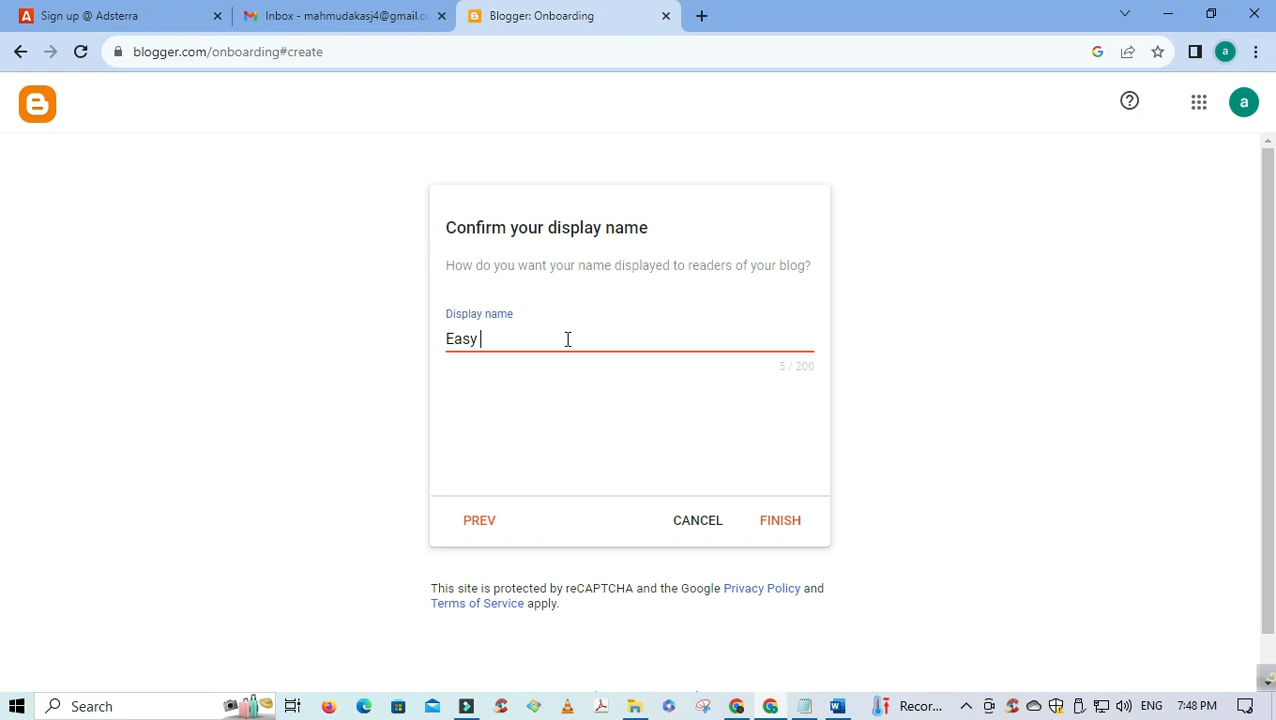 Sign up @ Adsterra
Inbox - mahmudakasj4@gmail.c
Blogger: Onboarding
blogger.com/onboarding#create
a
a
Confirm your display name
How do you want your name displayed to readers of your blog?
Display name
Easy
5 / 200
PREV
CANCEL
FINISH
This site is protected by reCAPTCHA and the Google Privacy Policy and
Terms of Service apply.
Search
Recor...
ENG
7:48 PM